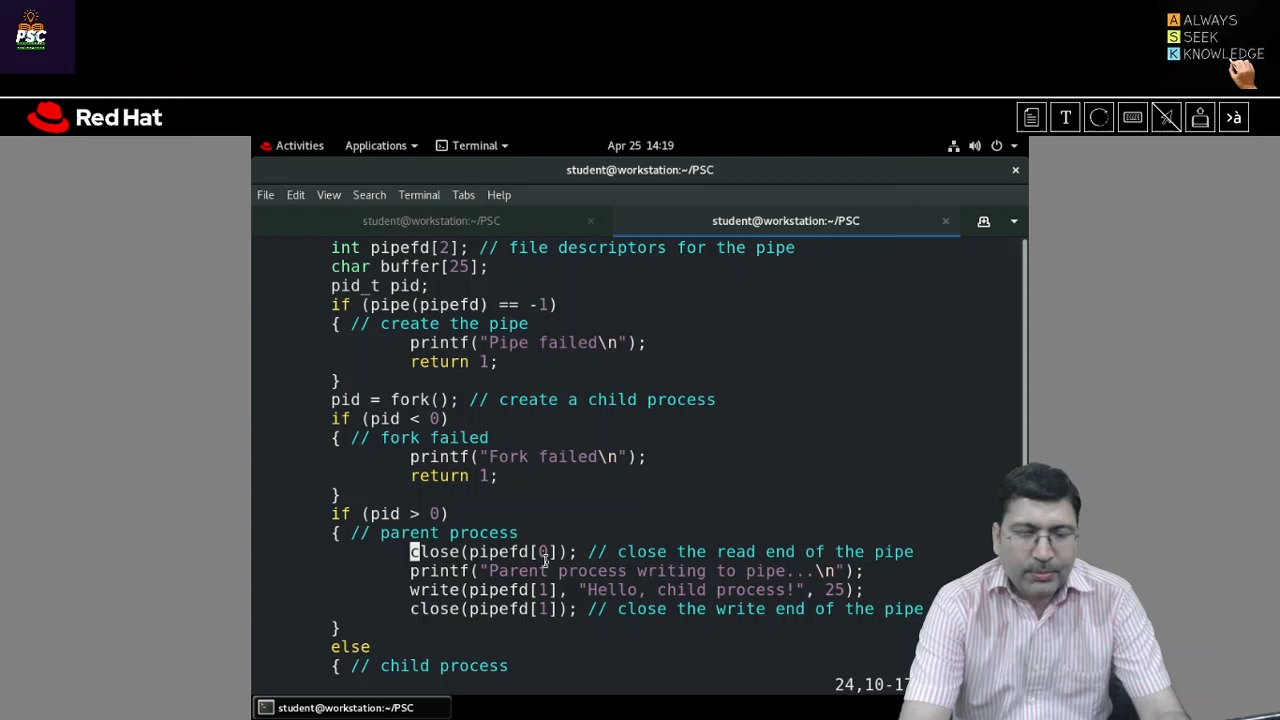 PSC
A ALWAYS
S SEEK
K KNOWLEDGE
Red Hat
T
>à
Activities Applications Terminal Apr 25 14:19
student@workstation:~/PSC
File Edit View Search Terminal Tabs Help
student@workstation:~/PSC student@workstation:~/PSC
int pipefd[2]; // file descriptors for the pipe
char buffer[25];
pid_t pid;
if (pipe(pipefd) == -1)
{ // create the pipe
printf("Pipe failed\n");
return 1;
}
pid = fork(); // create a child process
if (pid < 0)
{ // fork failed
printf("Fork failed\n");
return 1;
}
if (pid > 0)
{ // parent process
close(pipefd[0]); // close the read end of the pipe
printf("Parent process writing to pipe...\n");
write(pipefd[1], "Hello, child process!", 25);
close(pipefd[1]); // close the write end of the pipe
}
else
{ // child process
24,10-17
student@workstation:~/PSC